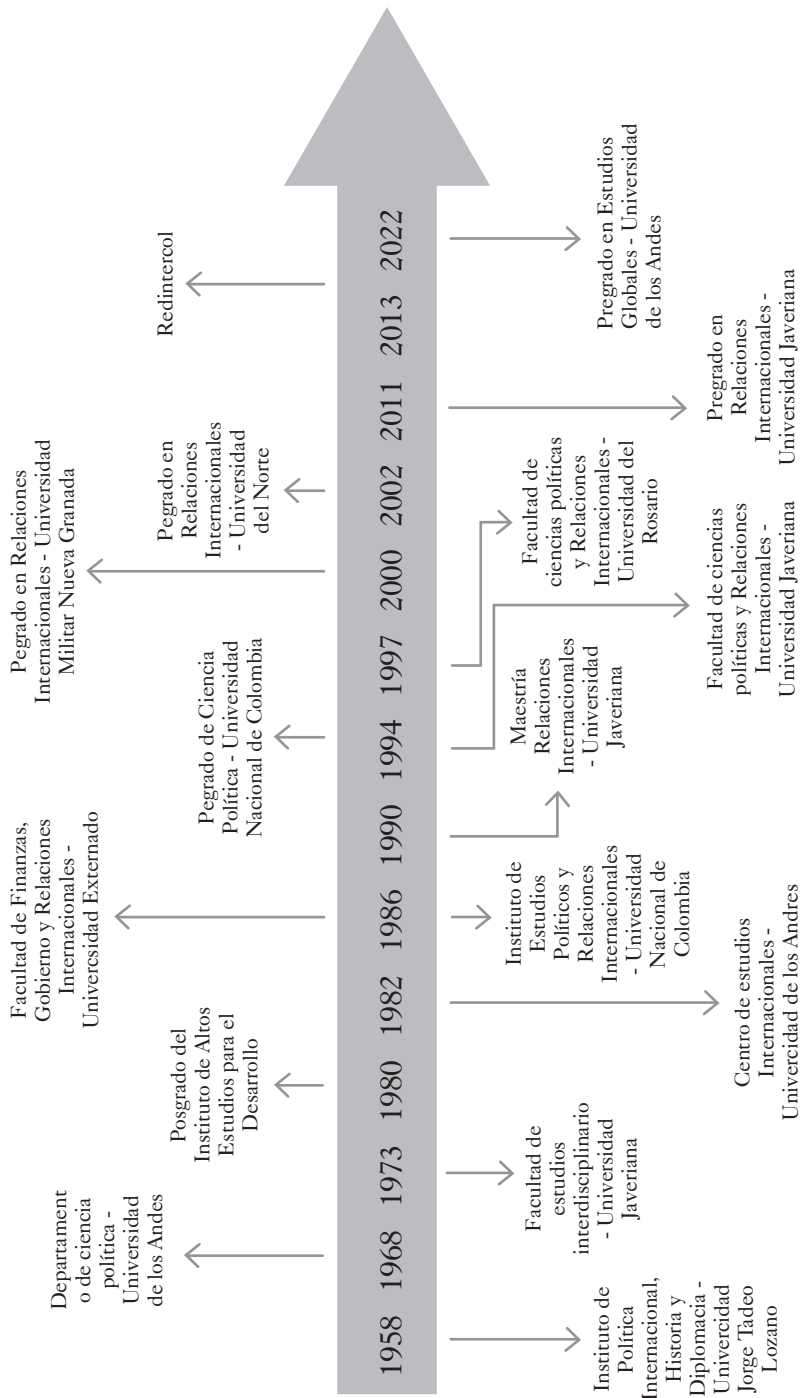 Departament
o de ciencia
política -
Universidad
de los Andes
Posgrado del
Instituto de Altos
Estudios para el
Desarrollo
Facultad de Finanzas,
Gobierno y Relaciones
Internacionales -
Univercsidad Externado
Pegrado de Ciencia
Política - Universidad
Nacional de Colombia
Pegrado en Relaciones
Internacionales - Universidad
Militar Nueva Granada
Pegrado en
Relaciones
Internacionales
- Universidad
del Norte
Redintercol
1958 1968 1973 1980 1982 1986 1990 1994 1997 2000 2002 2011 2013 2022
Instituto de
Política
Internacional,
Historia y
Diplomacia -
Univercidad
Jorge Tadeo
Lozano
Facultad de
estudios
interdisciplinario
- Universidad
Javeriana
Centro de estudios
Internacionales -
Univercidad de los Andres
Instituto de
Estudios
Políticos y
Relaciones
Internacionales
- Universidad
Nacional de
Colombia
Maestría
Relaciones
Internacionales
- Universidad
Javeriana
Facultad de ciencias
políticas y Relaciones
Internacionales -
Universidad Javeriana
Facultad de
ciencias políticas
y Relaciones
Internacionales -
Universidad del
Rosario
Pregrado en
Relaciones
Internacionales -
Universidad Javeriana
Pregrado en Estudios
Globales - Universidad
de los Andes